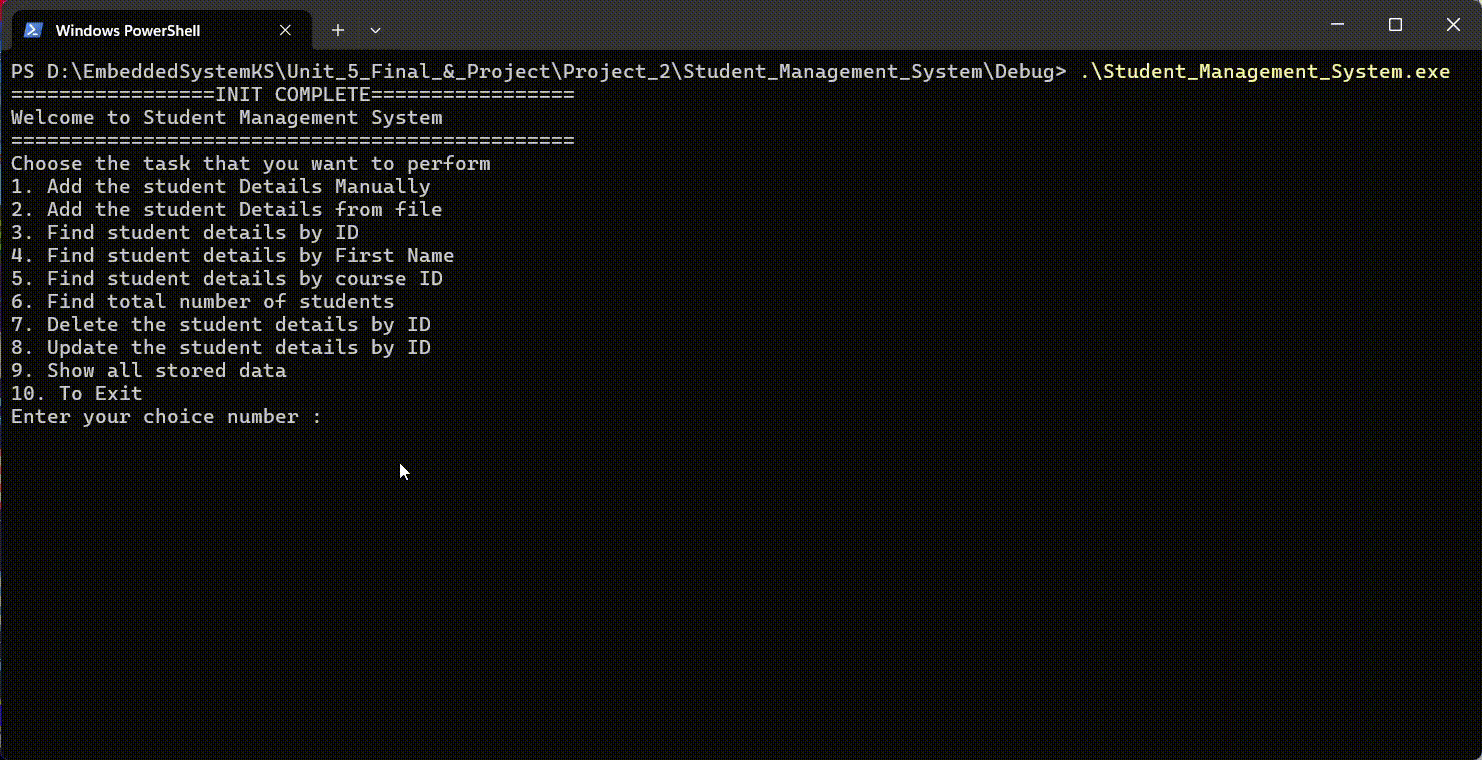 Windows PowerShell
PS D:\EmbeddedSystemKS\Unit_5_Final_&_Project\Project_2\Student_Management_System\Debug> .\Student_Management_System.exe
=================INIT COMPLETE=================
Welcome to Student Management System
===============================================
Choose the task that you want to perform
1. Add the student Details Manually
2. Add the student Details from file
3. Find student details by ID
4. Find student details by First Name
5. Find student details by course ID
6. Find total number of students
7. Delete the student details by ID
8. Update the student details by ID
9. Show all stored data
10. To Exit
Enter your choice number :